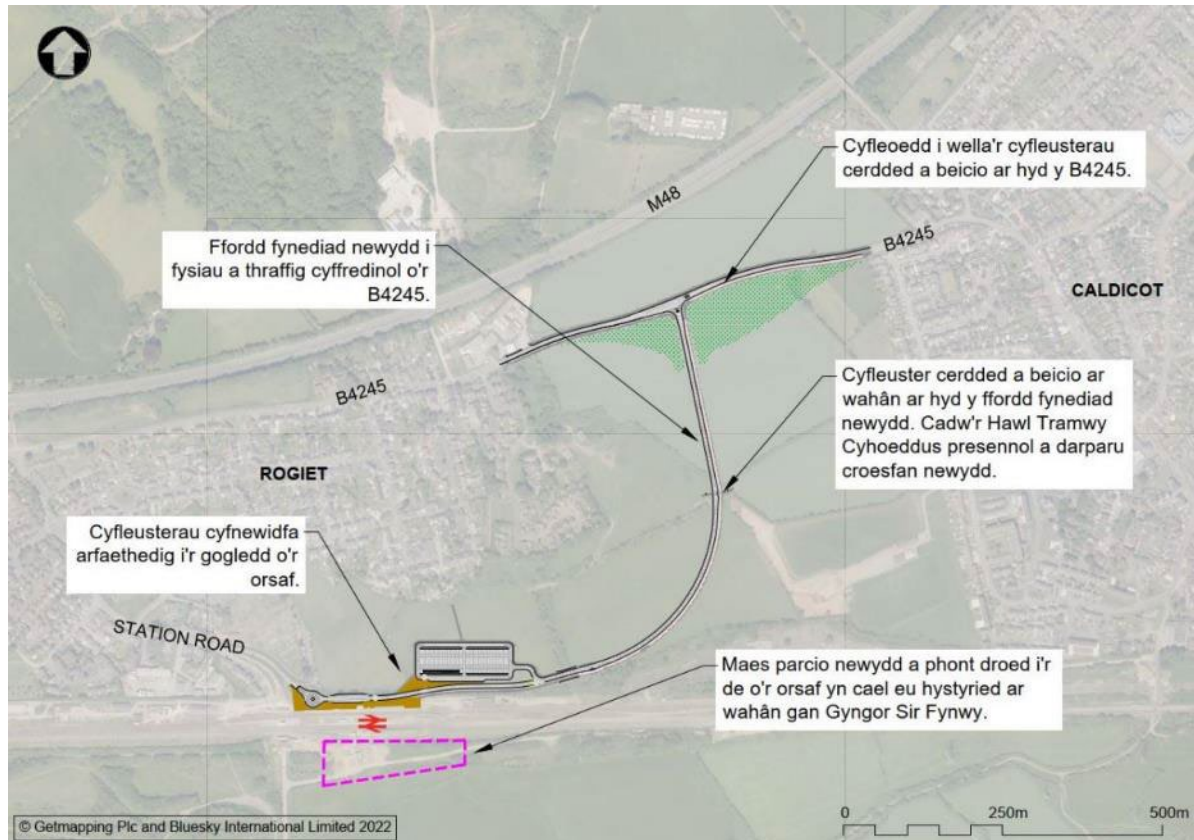 Cyfleoedd i wella'r cyfleusterau
cerdded a beicio ar hyd y B4245.
M48
Ffordd fynediad newydd i
fysiau a thraffig cyffredinol o'r
B4245.
B4245
CALDICOT
B4245
Cyfleuster cerdded a beicio ar
wahân ar hyd y ffordd fynediad
newydd. Cadw'r Hawl Tramwy
Cyhoeddus presennol a darparu
croesfan newydd.
ROGIET
Cyfleusterau cyfnewidfa
arfaethedig i'r gogledd o'r
orsaf.
STATION ROAD
Maes parcio newydd a phont droed i'r
de o'r orsaf yn cael eu hystyried ar
wahân gan Gyngor Sir Fynwy.
© Getmapping Plc and Bluesky International Limited 2022
0 250m 500m